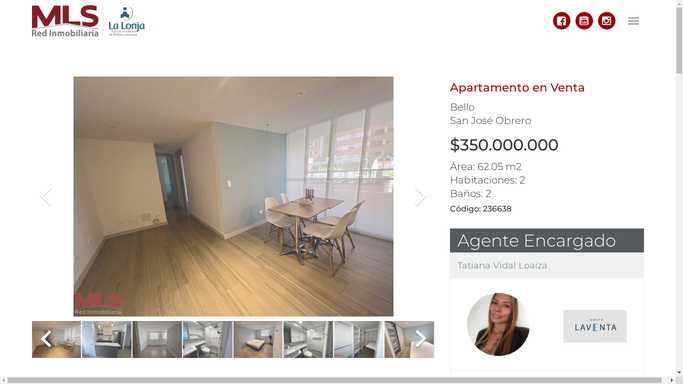 MLS
Red Inmobiliaria
La Lonja
Apartamento en Venta
Bello
San José Obrero
$350.000.000
Área: 62.05 m2
Habitaciones: 2
Baños: 2
Código: 236638
Agente Encargado
Tatiana Vidal Loaiza
LAVENTA
MLS
Red Inmobiliaria